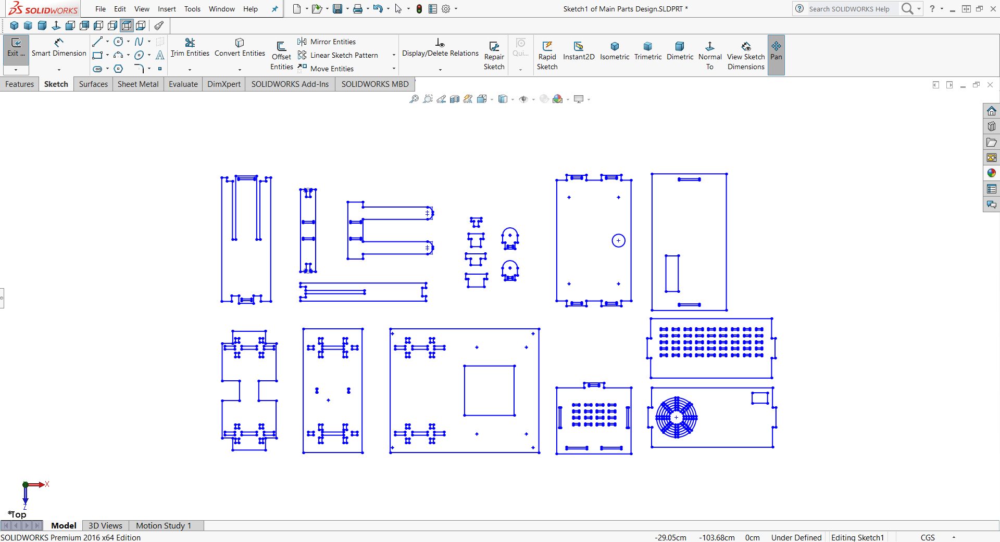 SOLIDWORKS
File Edit View Insert Tools Window Help
Sketch1 of Main Parts Design.SLDPRT *
Search SOLIDWORKS Help
?
Exit ...
Smart Dimension
Trim Entities
Convert Entities
Offset Entities
Mirror Entities
Linear Sketch Pattern
Move Entities
Display/Delete Relations
Repair Sketch
Qui...
Rapid Sketch
Instant2D
Isometric
Trimetric
Dimetric
Normal To
View Sketch Dimensions
Pan
Features Sketch Surfaces Sheet Metal Evaluate DimXpert SOLIDWORKS Add-Ins SOLIDWORKS MBD
X
Z
*Top
Model 3D Views Motion Study 1
SOLIDWORKS Premium 2016 x64 Edition
-29.05cm -103.68cm 0cm Under Defined Editing Sketch1 CGS